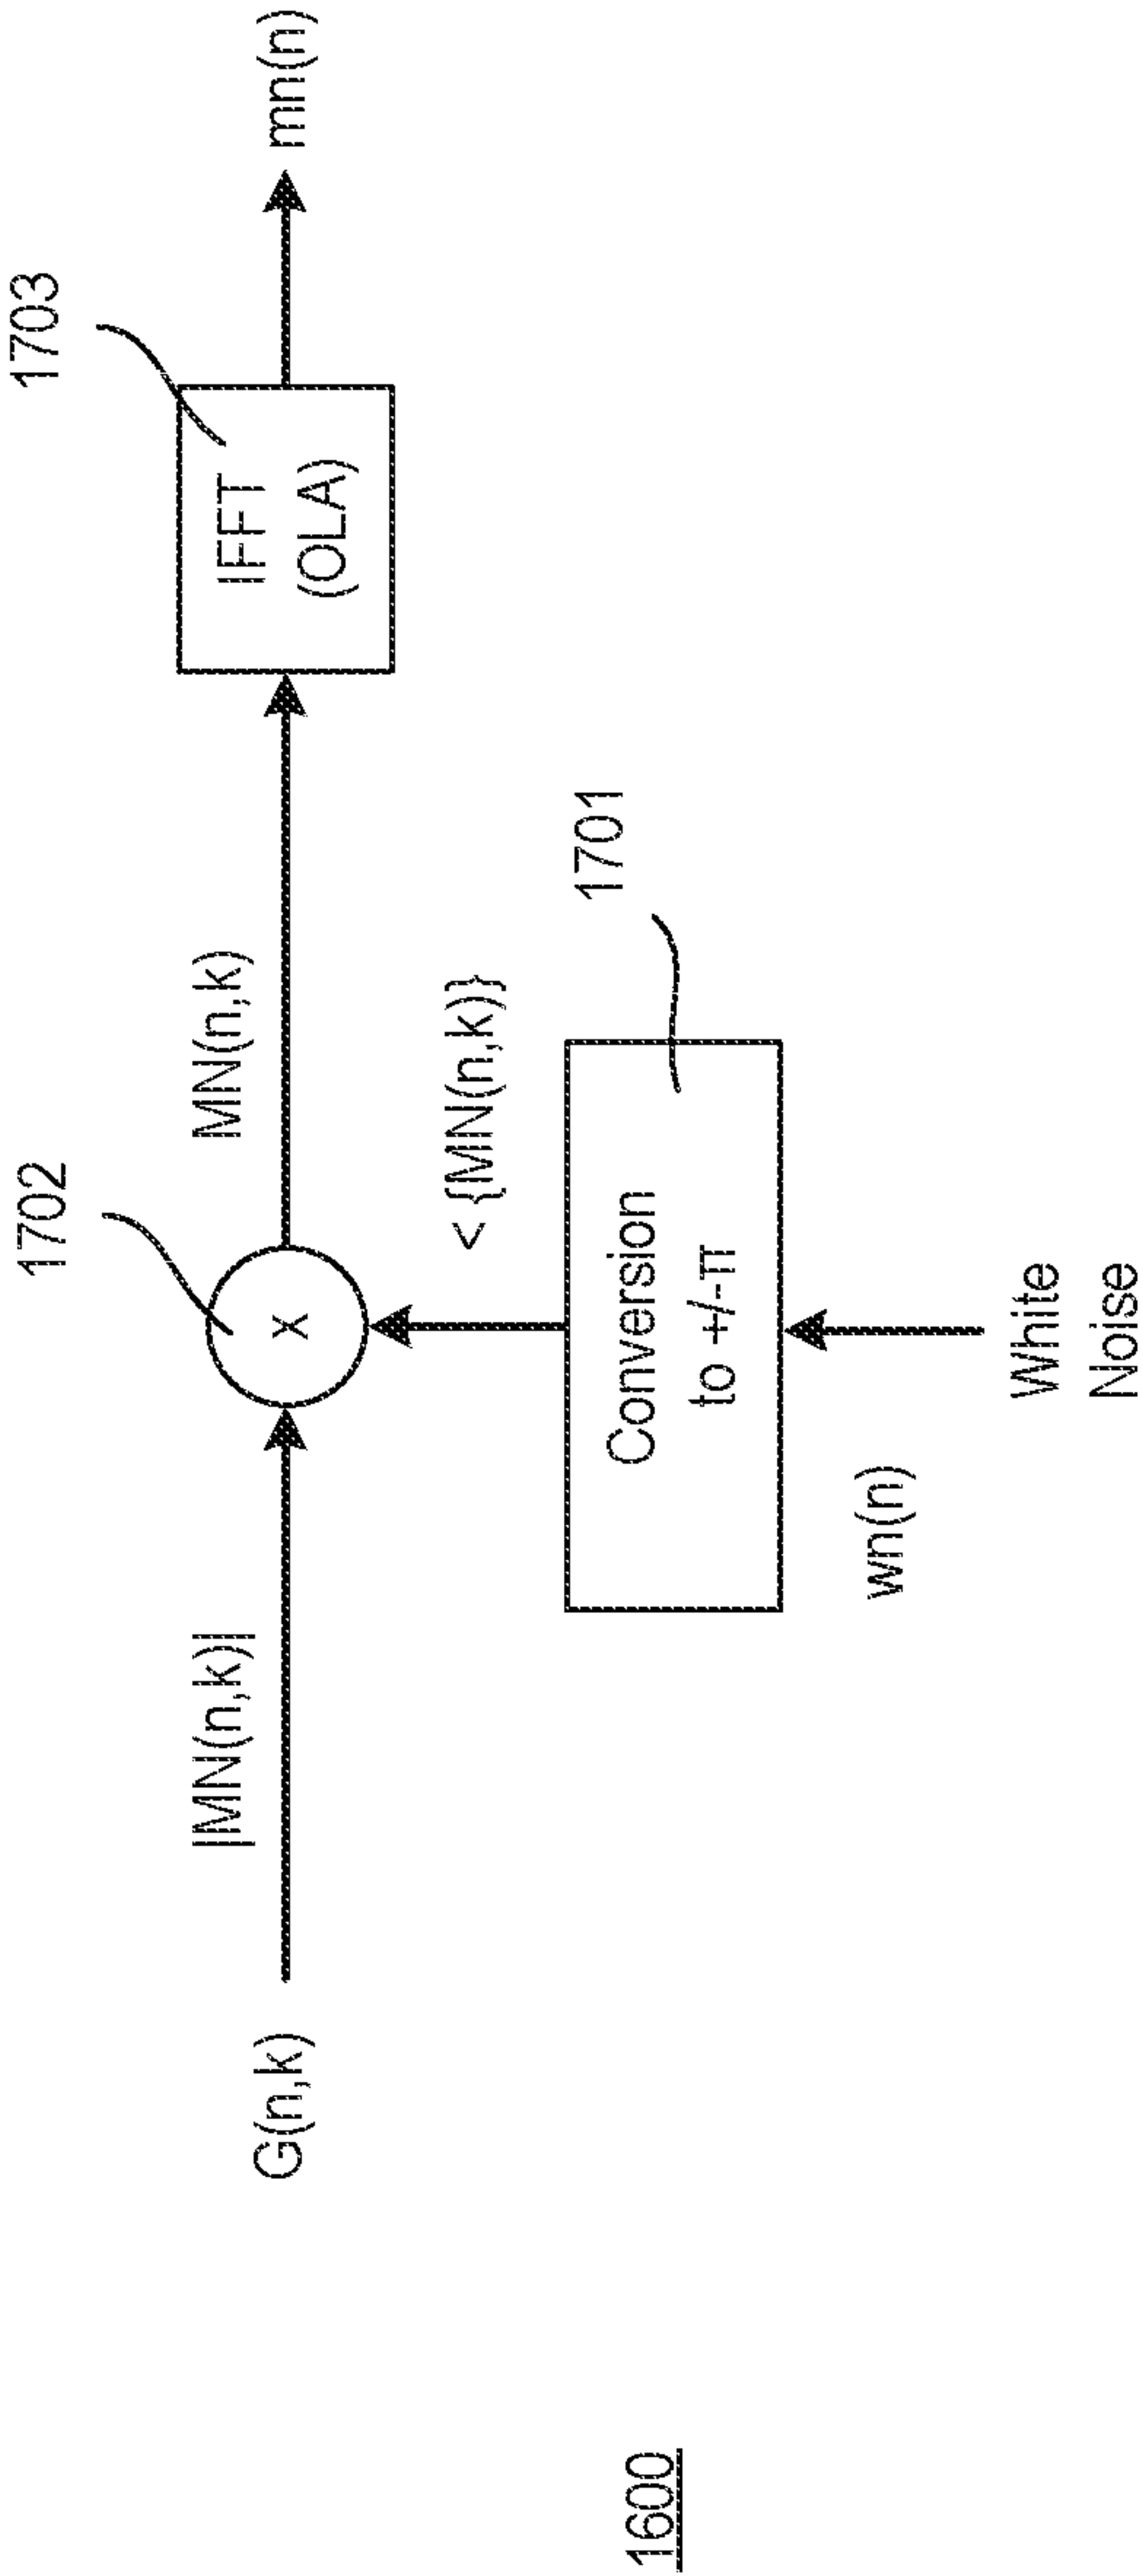 1600
G(n,k)
|MN(n,k)|
1702
X
MN(n,k)
1703
IFFT
(OLA)
mn(n)
< {MN(n,k)}
1701
Conversion
to +/-π
wn(n)
White
Noise